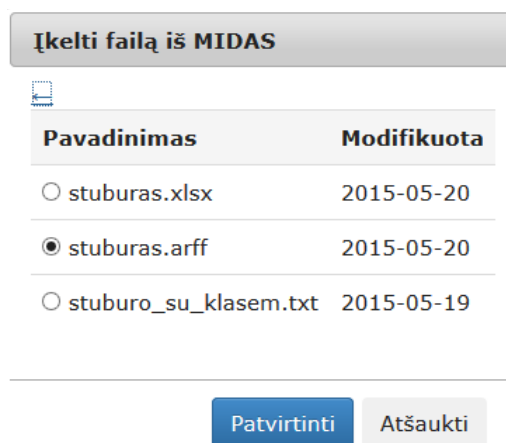 Įkelti failą iš MIDAS
Pavadinimas Modifikuota
stuburas.xlsx 2015-05-20
stuburas.arff 2015-05-20
stuburo_su_klasem.txt 2015-05-19
Patvirtinti Atšaukti